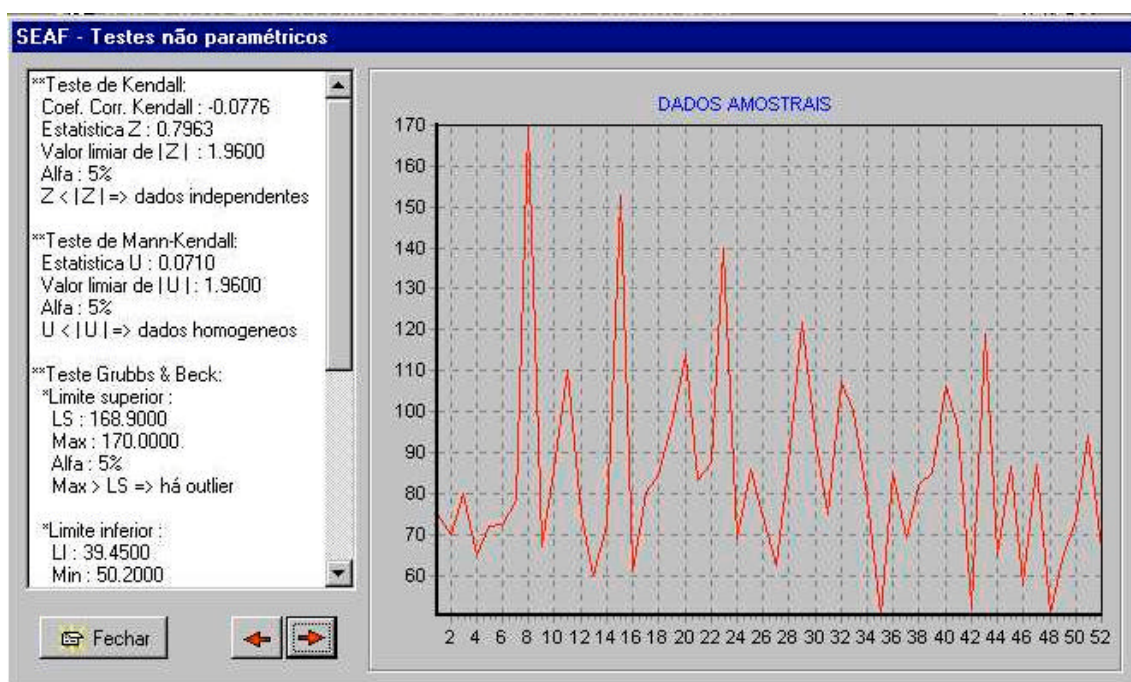 SEAF - Testes não paramétricos
**Teste de Kendall:
Coef. Corr. Kendall : -0.0776
Estatistica Z : 0.7963
Valor limiar de |Z| : 1.9600
Alfa : 5%
Z < |Z| => dados independentes
**Teste de Mann-Kendall:
Estatistica U : 0.0710
Valor limiar de |U| : 1.9600
Alfa : 5%
U < |U| => dados homogeneos
**Teste Grubbs & Beck:
*Limite superior :
LS : 168.9000
Max : 170.0000
Alfa : 5%
Max > LS => há outlier
*Limite inferior :
LI : 39.4500
Min : 50.2000
Fechar
DADOS AMOSTRAIS
170
160
150
140
130
120
110
100
90
80
70
60
2 4 6 8 10 12 14 16 18 20 22 24 26 28 30 32 34 36 38 40 42 44 46 48 50 52